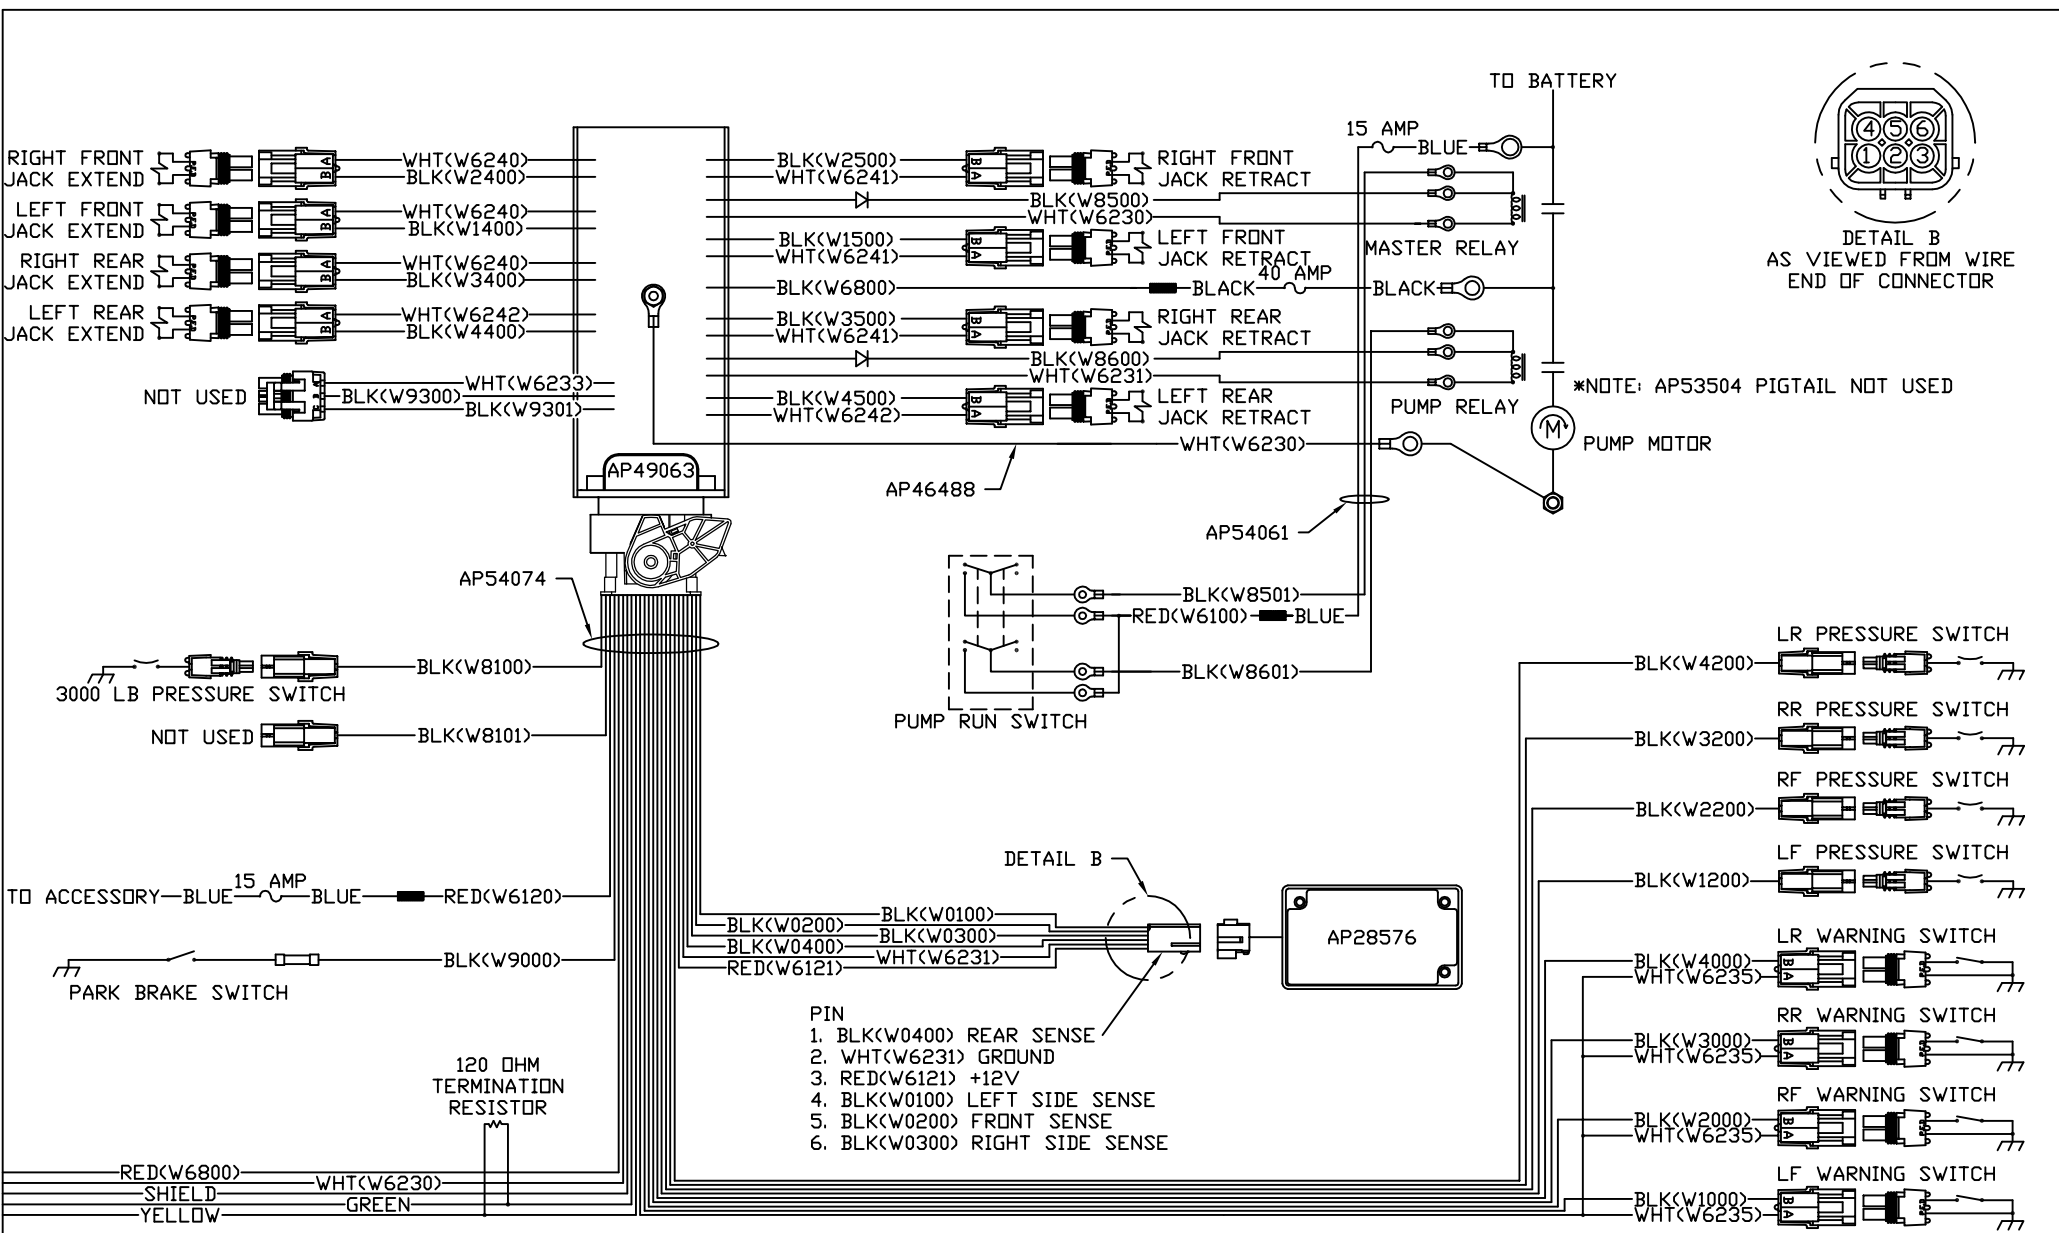 TO BATTERY
15 AMP
BLUE
RIGHT FRONT
JACK EXTEND
A
B
WHT(W6240)
BLK(W2400)
BLK(W2500)
WHT(W6241)
B
A
RIGHT FRONT
JACK RETRACT
BLK(W8500)
WHT(W6230)
MASTER RELAY
LEFT FRONT
JACK EXTEND
A
B
WHT(W6240)
BLK(W1400)
BLK(W1500)
WHT(W6241)
B
A
LEFT FRONT
JACK RETRACT
RIGHT REAR
JACK EXTEND
A
B
WHT(W6240)
BLK(W3400)
BLK(W6800)
BLACK
40 AMP
BLACK
LEFT REAR
JACK EXTEND
A
B
WHT(W6242)
BLK(W4400)
BLK(W3500)
WHT(W6241)
B
A
RIGHT REAR
JACK RETRACT
BLK(W8600)
WHT(W6231)
PUMP RELAY
NOT USED
WHT(W6233)
BLK(W9300)
BLK(W9301)
BLK(W4500)
WHT(W6242)
B
A
LEFT REAR
JACK RETRACT
WHT(W6230)
*NOTE: AP53504 PIGTAIL NOT USED
M
PUMP MOTOR
4 5 6
1 2 3
DETAIL B
AS VIEWED FROM WIRE
END OF CONNECTOR
AP49063
AP46488
AP54061
AP54074
BLK(W8501)
RED(W6100)
BLUE
BLK(W8601)
PUMP RUN SWITCH
BLK(W8100)
3000 LB PRESSURE SWITCH
NOT USED
BLK(W8101)
TO ACCESSORY
BLUE
15 AMP
BLUE
RED(W6120)
BLK(W9000)
PARK BRAKE SWITCH
DETAIL B
BLK(W0100)
BLK(W0200)
BLK(W0300)
BLK(W0400)
WHT(W6231)
RED(W6121)
AP28576
PIN
1. BLK(W0400) REAR SENSE
2. WHT(W6231) GROUND
3. RED(W6121) +12V
4. BLK(W0100) LEFT SIDE SENSE
5. BLK(W0200) FRONT SENSE
6. BLK(W0300) RIGHT SIDE SENSE
120 OHM
TERMINATION
RESISTOR
RED(W6800)
WHT(W6230)
SHIELD
GREEN
YELLOW
LR PRESSURE SWITCH
BLK(W4200)
RR PRESSURE SWITCH
BLK(W3200)
RF PRESSURE SWITCH
BLK(W2200)
LF PRESSURE SWITCH
BLK(W1200)
LR WARNING SWITCH
BLK(W4000)
WHT(W6235)
B
A
RR WARNING SWITCH
BLK(W3000)
WHT(W6235)
B
A
RF WARNING SWITCH
BLK(W2000)
WHT(W6235)
B
A
LF WARNING SWITCH
BLK(W1000)
WHT(W6235)
B
A